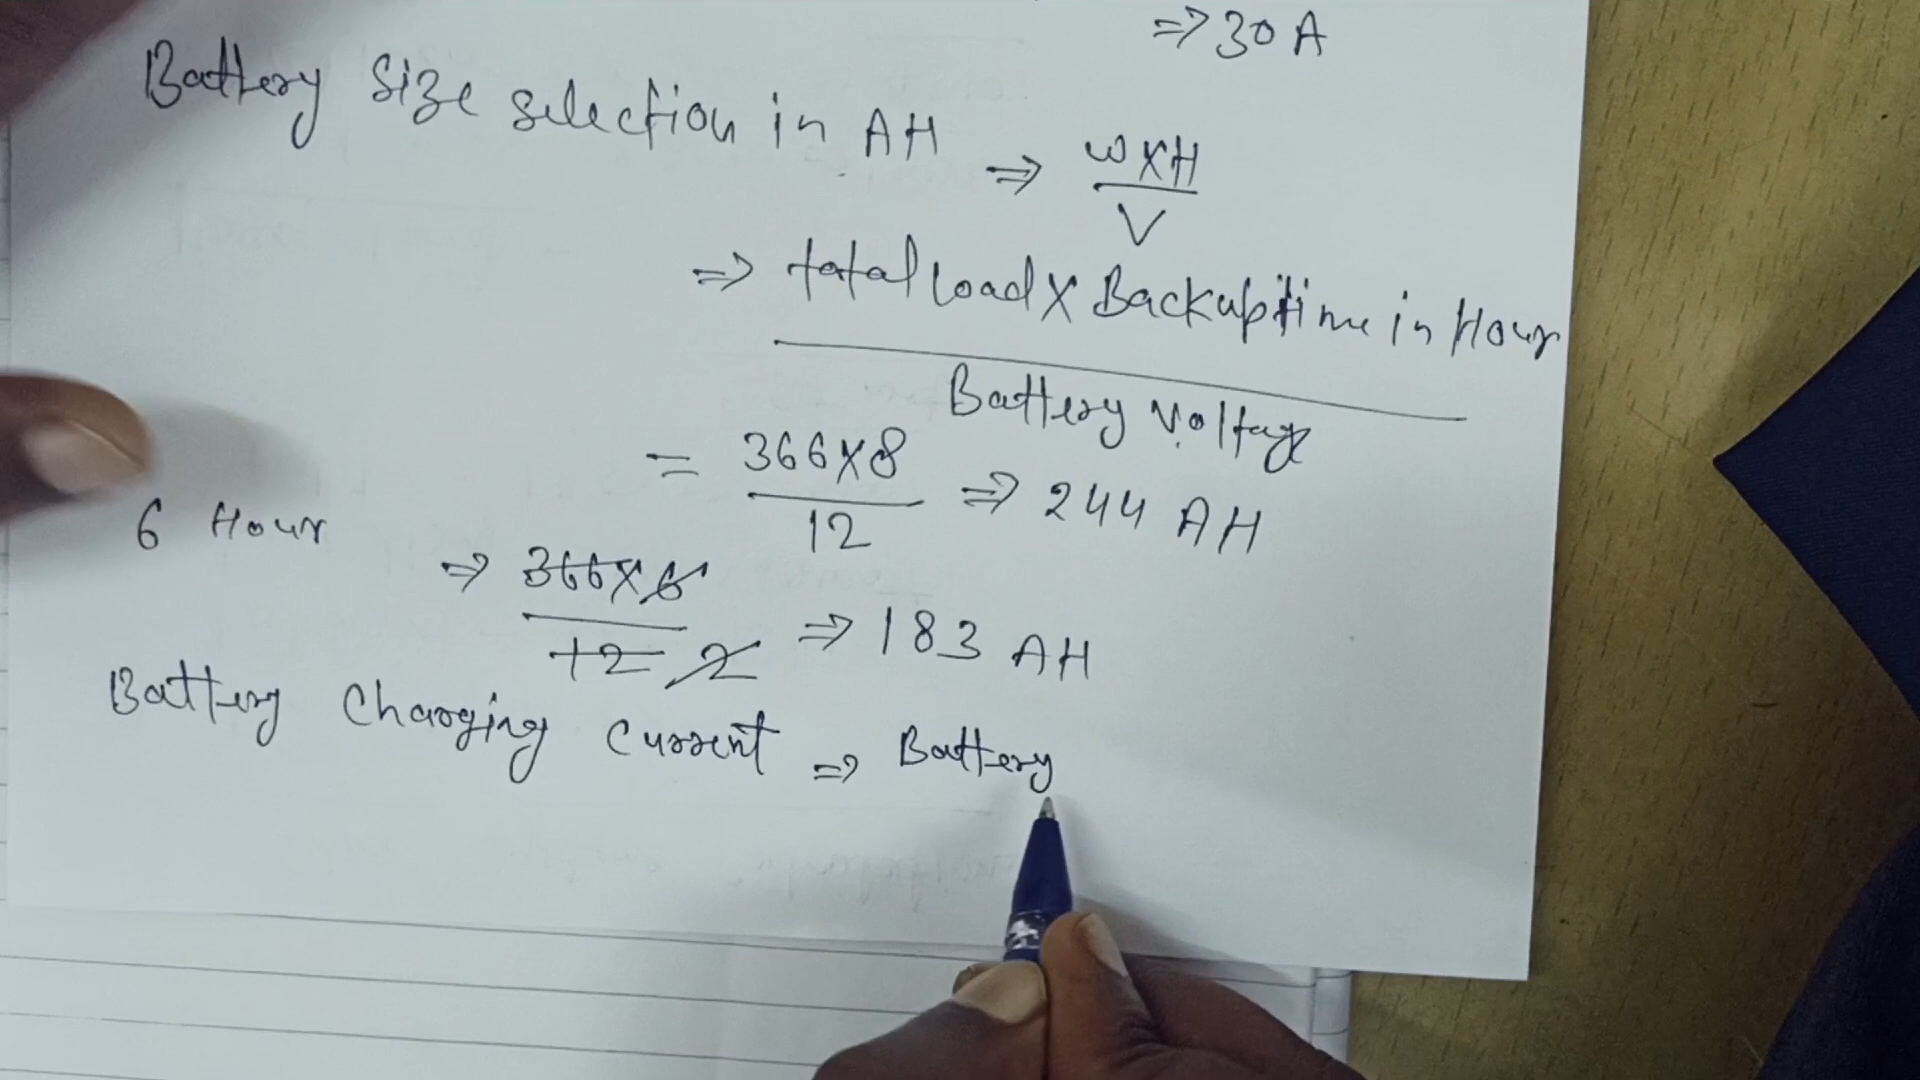 ⇒ 30 A
Battery Size selection in AH ⇒ W×H
V
⇒ total Load × Backup time in Hour
Battery Voltage
= 366×8 ⇒ 244 AH
12
6 Hour ⇒ 366×6 ⇒ 183 AH
12 2
Battery Charging Current ⇒ Battery